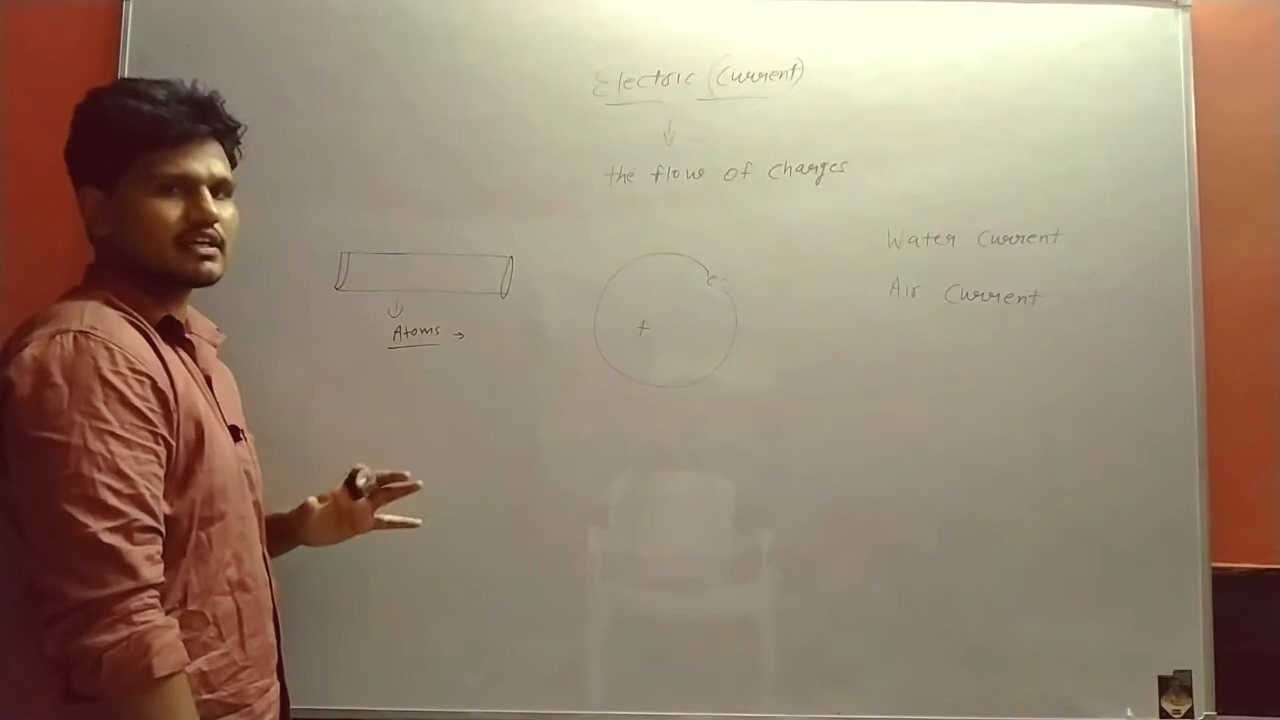 Electric (Current)
the flow of charges
Water current
Air current
e-
+
Atoms →